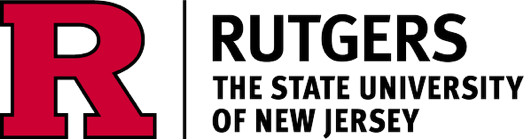 R
RUTGERS
THE STATE UNIVERSITY
OF NEW JERSEY